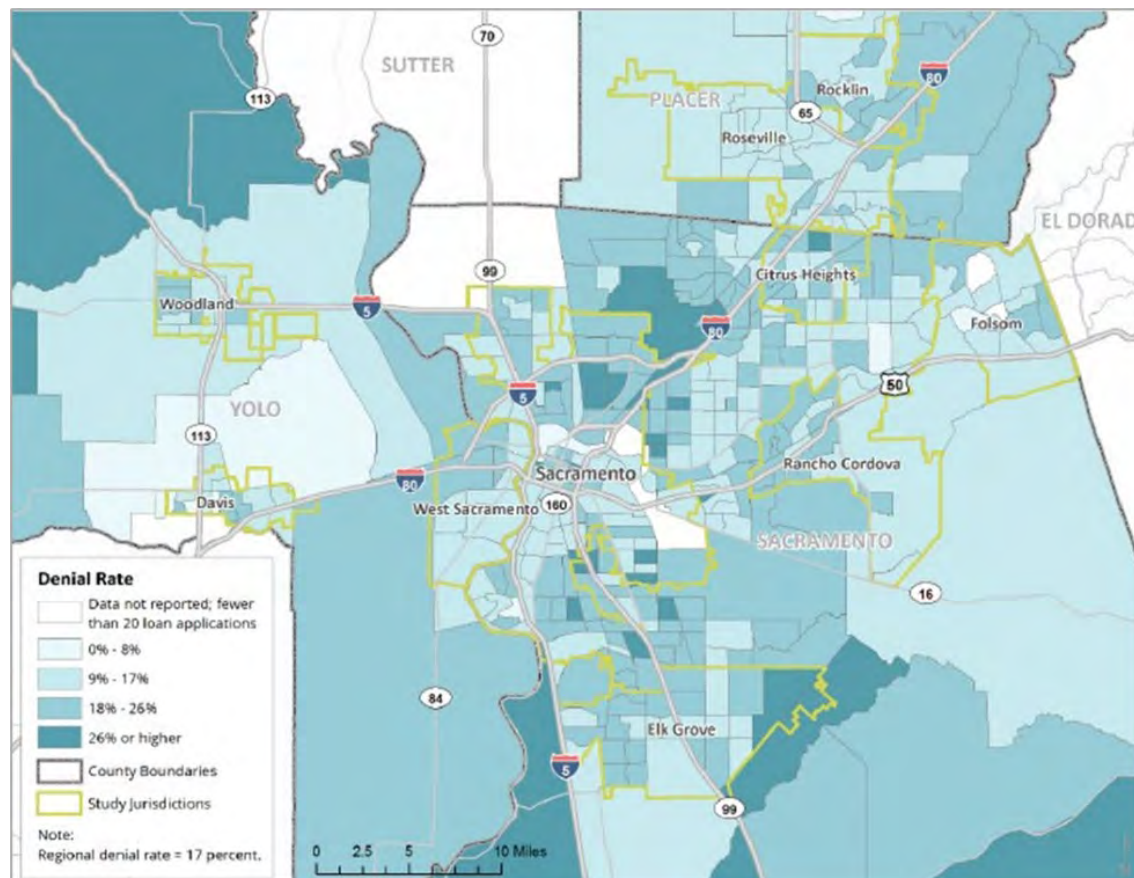 70
SUTTER
113
80
Rocklin
PLACER
65
Roseville
EL DORAD
99
Citrus Heights
Woodland
5
80
Folsom
50
5
YOLO
113
Rancho Cordova
Sacramento
80
Davis
West Sacramento
160
SACRAMENTO
16
84
Elk Grove
5
99
Denial Rate
Data not reported; fewer
than 20 loan applications
0% - 8%
9% - 17%
18% - 26%
26% or higher
County Boundaries
Study Jurisdictions
Note:
Regional denial rate = 17 percent.
0 2.5 5 10 Miles